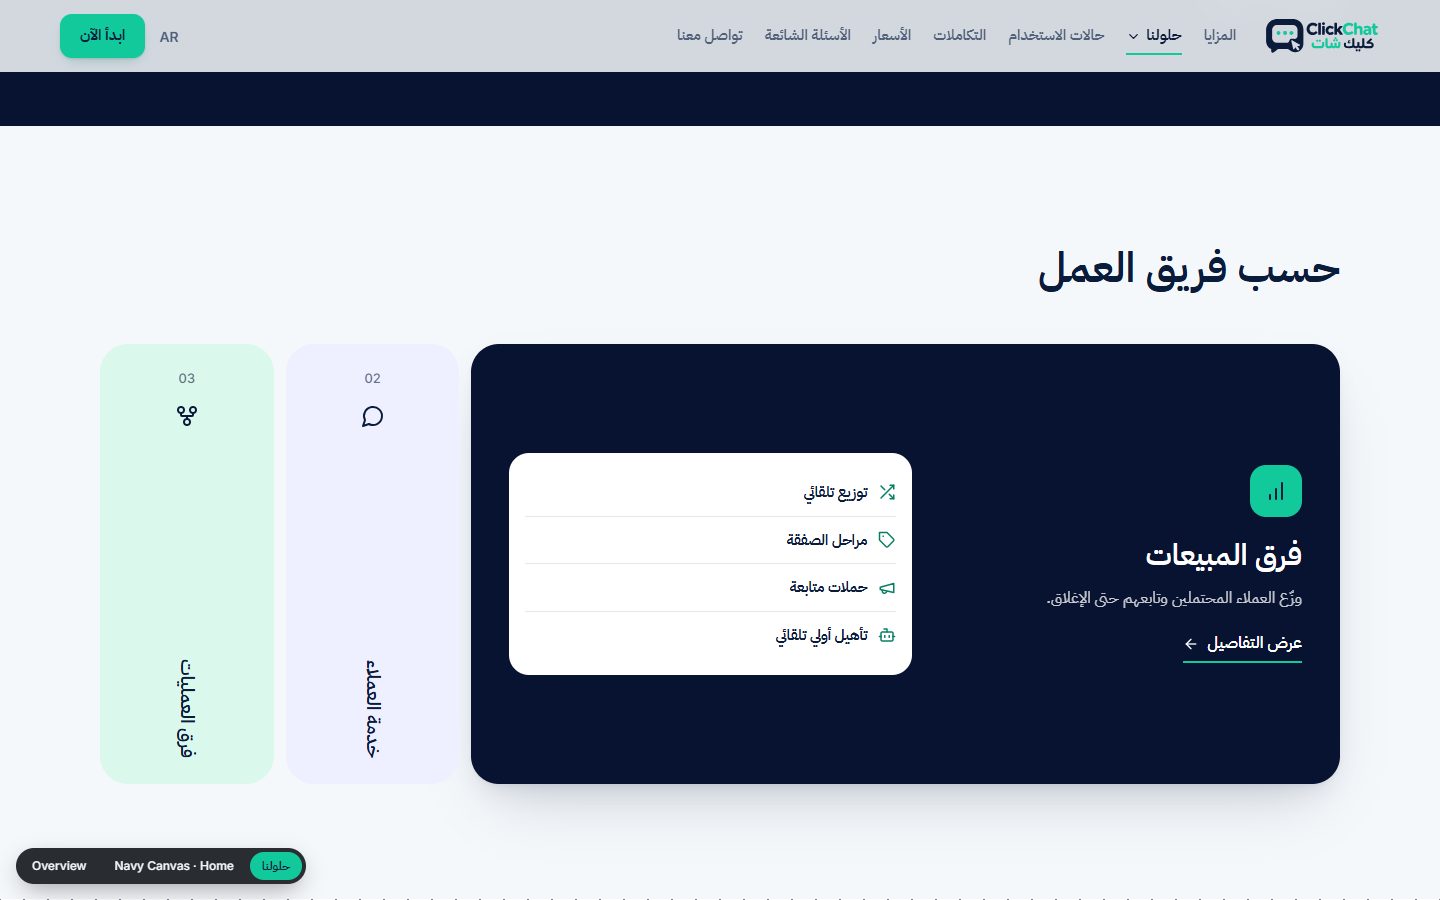 ClickChat
كليك شات
المزايا
حلولنا
حالات الاستخدام
التكاملات
الأسعار
الأسئلة الشائعة
تواصل معنا
AR
ابدأ الآن
حسب فريق العمل
فرق المبيعات
وزّع العملاء المحتملين وتابعهم حتى الإغلاق.
عرض التفاصيل
توزيع تلقائي
مراحل الصفقة
حملات متابعة
تأهيل أولي تلقائي
02
خدمة العملاء
03
فرق العمليات
Overview
Navy Canvas · Home
حلولنا